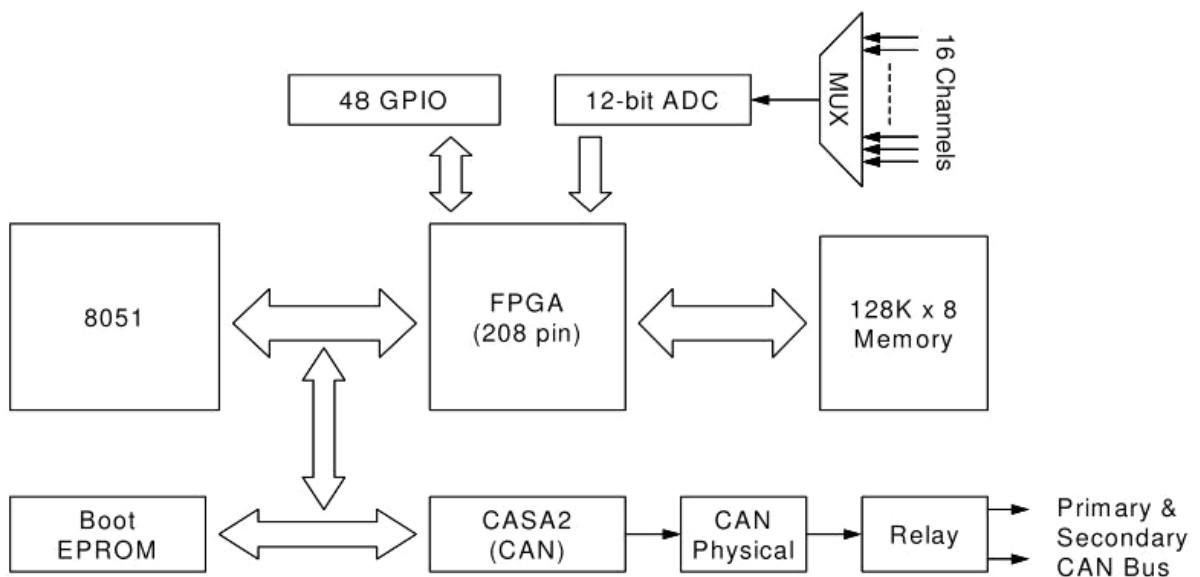 48 GPIO
12-bit ADC
MUX
16 Channels
8051
FPGA
(208 pin)
128K x 8
Memory
Boot
EPROM
CASA2
(CAN)
CAN
Physical
Relay
Primary &
Secondary
CAN Bus